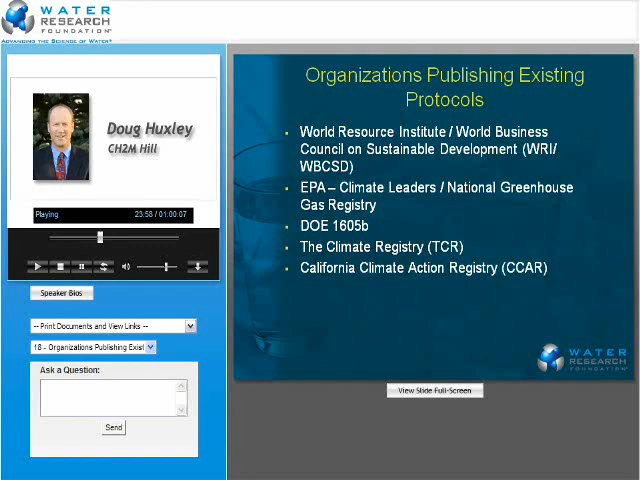 WATER
RESEARCH
FOUNDATION
ADVANCING THE SCIENCE OF WATER
Doug Huxley
CH2M Hill
Playing 23:58 / 01:00:07
Speaker Bios
-- Print Documents and View Links --
18 - Organizations Publishing Exist
Ask a Question:
Send
Organizations Publishing Existing
Protocols
World Resource Institute / World Business
Council on Sustainable Development (WRI/
WBCSD)
EPA – Climate Leaders / National Greenhouse
Gas Registry
DOE 1605b
The Climate Registry (TCR)
California Climate Action Registry (CCAR)
WATER
RESEARCH
FOUNDATION
View Slide Full-Screen